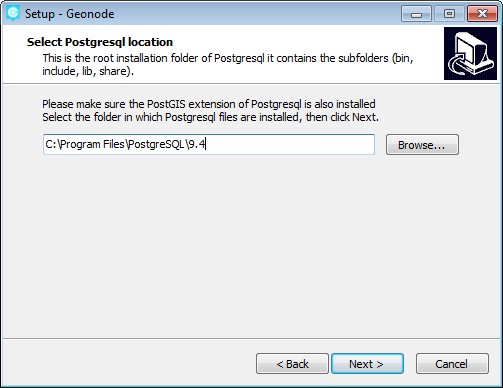 Setup - Geonode
Select Postgresql location
This is the root installation folder of Postgresql it contains the subfolders (bin,
include, lib, share).
Please make sure the PostGIS extension of Postgresql is also installed
Select the folder in which Postgresql files are installed, then click Next.
C:\Program Files\PostgreSQL\9.4
Browse...
< Back
Next >
Cancel